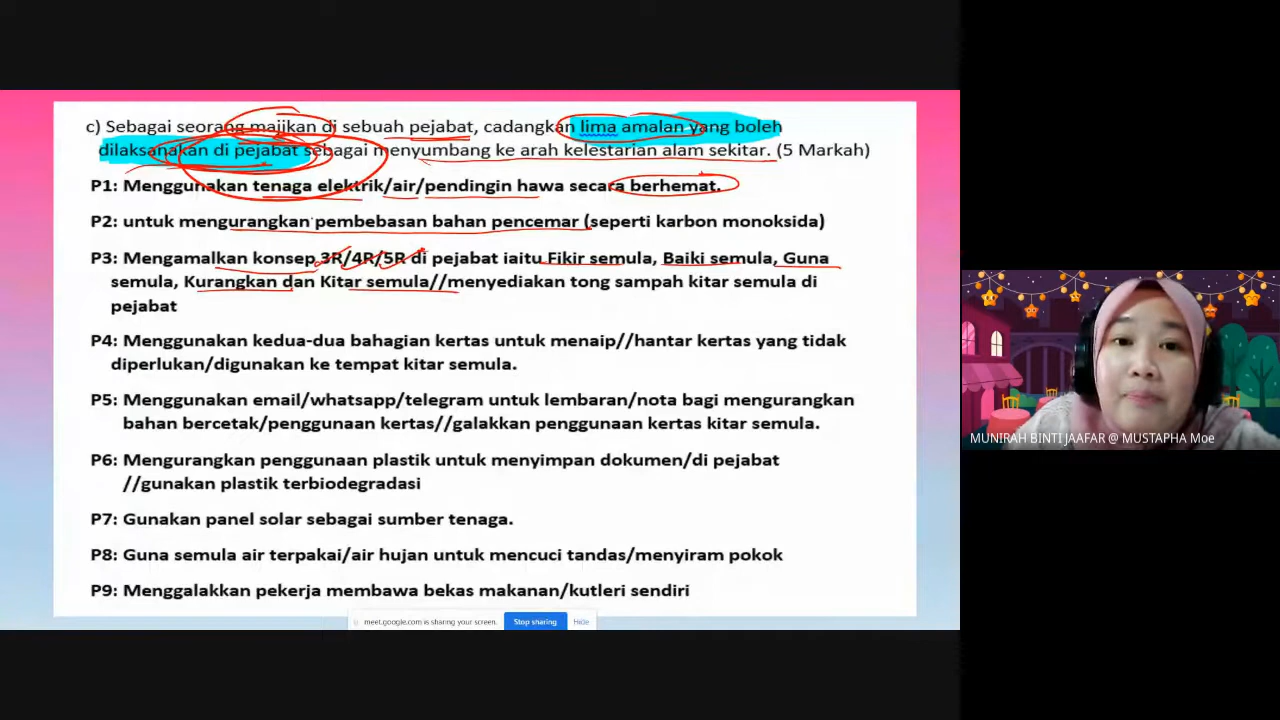 c) Sebagai seorang majikan di sebuah pejabat, cadangkan lima amalan yang boleh
dilaksanakan di pejabat sebagai menyumbang ke arah kelestarian alam sekitar. (5 Markah)
P1: Menggunakan tenaga elektrik/air/pendingin hawa secara berhemat.
P2: untuk mengurangkan pembebasan bahan pencemar (seperti karbon monoksida)
P3: Mengamalkan konsep 3R/4R/5R di pejabat iaitu Fikir semula, Baiki semula, Guna
semula, Kurangkan dan Kitar semula//menyediakan tong sampah kitar semula di
pejabat
P4: Menggunakan kedua-dua bahagian kertas untuk menaip//hantar kertas yang tidak
diperlukan/digunakan ke tempat kitar semula.
P5: Menggunakan email/whatsapp/telegram untuk lembaran/nota bagi mengurangkan
bahan bercetak/penggunaan kertas//galakkan penggunaan kertas kitar semula.
P6: Mengurangkan penggunaan plastik untuk menyimpan dokumen/di pejabat
//gunakan plastik terbiodegradasi
P7: Gunakan panel solar sebagai sumber tenaga.
P8: Guna semula air terpakai/air hujan untuk mencuci tandas/menyiram pokok
P9: Menggalakkan pekerja membawa bekas makanan/kutleri sendiri
meet.google.com is sharing your screen.
Stop sharing
Hide
MUNIRAH BINTI JAAFAR @ MUSTAPHA Moe